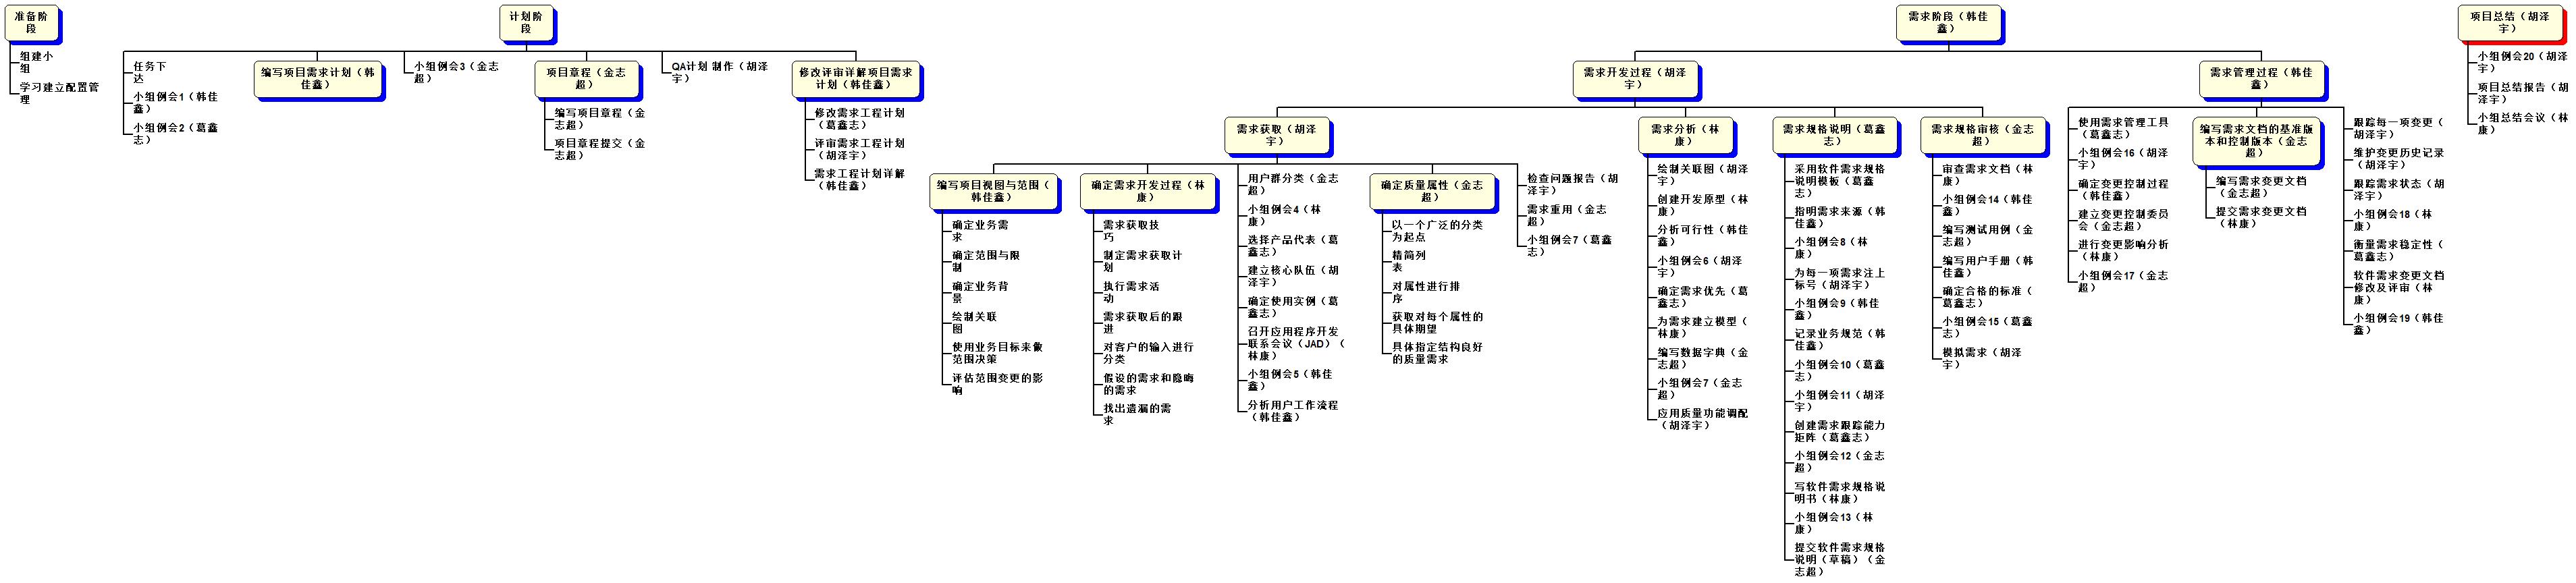 准备阶
段
组建小
组
学习建立配置管
理
计划阶
段
任务下
达
小组例会1（韩佳
鑫）
小组例会2（葛鑫
志）
编写项目需求计划（韩
佳鑫）
小组例会3（金志
超）
项目章程（金志
超）
编写项目章程（金
志超）
项目章程提交（金
志超）
QA计划 制作（胡泽
宇）
修改评审详解项目需求
计划（韩佳鑫）
修改需求工程计划
（葛鑫志）
评审需求工程计划
（胡泽宇）
需求工程计划详解
（韩佳鑫）
需求阶段（韩佳
鑫）
需求开发过程（胡泽
宇）
需求获取（胡泽
宇）
编写项目视图与范围（
韩佳鑫）
确定业务需
求
确定范围与限
制
确定业务背
景
绘制关联
图
使用业务目标来做
范围决策
评估范围变更的影
响
确定需求开发过程（林
康）
需求获取技
巧
制定需求获取计
划
执行需求活
动
需求获取后的跟
进
对客户的输入进行
分类
假设的需求和隐晦
的需求
找出遗漏的需
求
用户群分类（金志
超）
小组例会4（林
康）
选择产品代表（葛
鑫志）
建立核心队伍（胡
泽宇）
确定使用实例（葛
鑫志）
召开应用程序开发
联系会议（JAD）（
林康）
小组例会5（韩佳
鑫）
分析用户工作流程
（韩佳鑫）
确定质量属性（金志
超）
以一个广泛的分类
为起点
精简列
表
对属性进行排
序
获取对每个属性的
具体期望
具体指定结构良好
的质量需求
检查问题报告（胡
泽宇）
需求重用（金志
超）
小组例会7（葛鑫
志）
需求分析（林
康）
绘制关联图（胡泽
宇）
创建开发原型（林
康）
分析可行性（韩佳
鑫）
小组例会6（胡泽
宇）
确定需求优先（葛
鑫志）
为需求建立模型（
林康）
编写数据字典（金
志超）
小组例会7（金志
超）
应用质量功能调配
（胡泽宇）
需求规格说明（葛鑫
志）
采用软件需求规格
说明模板（葛鑫
志）
指明需求来源（韩
佳鑫）
小组例会8（林
康）
为每一项需求注上
标号（胡泽宇）
小组例会9（韩佳
鑫）
记录业务规范（韩
佳鑫）
小组例会10（葛鑫
志）
小组例会11（胡泽
宇）
创建需求跟踪能力
矩阵（葛鑫志）
小组例会12（金志
超）
写软件需求规格说
明书（林康）
小组例会13（林
康）
提交软件需求规格
说明（草稿）（金
志超）
需求规格审核（金志
超）
审查需求文档（林
康）
小组例会14（韩佳
鑫）
编写测试用例（金
志超）
编写用户手册（韩
佳鑫）
确定合格的标准（
葛鑫志）
小组例会15（葛鑫
志）
模拟需求（胡泽
宇）
需求管理过程（韩佳
鑫）
使用需求管理工具
（葛鑫志）
小组例会16（胡泽
宇）
确定变更控制过程
（韩佳鑫）
建立变更控制委员
会（金志超）
进行变更影响分析
（林康）
小组例会17（金志
超）
编写需求文档的基准版
本和控制版本（金志
超）
编写需求变更文档
（金志超）
提交需求变更文档
（林康）
跟踪每一项变更（
胡泽宇）
维护变更历史记录
（胡泽宇）
跟踪需求状态（胡
泽宇）
小组例会18（林
康）
衡量需求稳定性（
葛鑫志）
软件需求变更文档
修改及评审（林
康）
小组例会19（韩佳
鑫）
项目总结（胡泽
宇）
小组例会20（胡泽
宇）
项目总结报告（胡
泽宇）
小组总结会议（林
康）